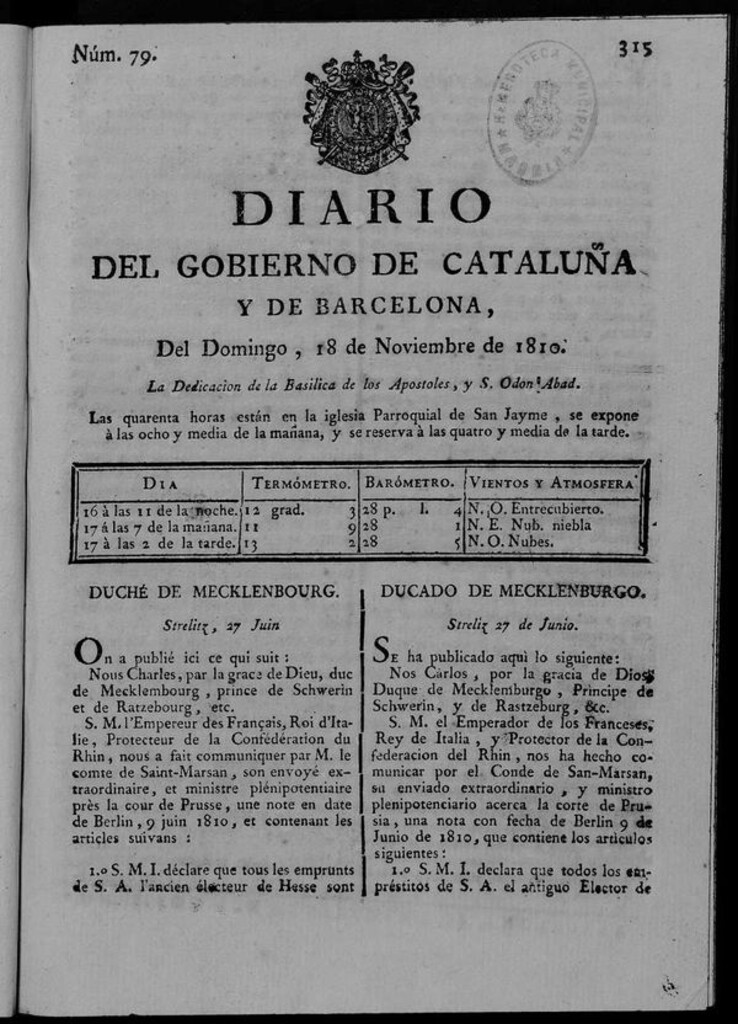 Núm. 79.
315
HEMEROTECA MUNICIPAL
MADRID
DIARIO
DEL GOBIERNO DE CATALUÑA
Y DE BARCELONA,
Del Domingo , 18 de Noviembre de 1810.
La Dedicacion de la Basilica de los Apostoles, y S. Odon Abad.
Las quarenta horas están en la iglesia Parroquial de San Jayme , se expone
à las ocho y media de la mañana, y se reserva à las quatro y media de la tarde.
DIA TERMÓMETRO. BARÓMETRO. VIENTOS Y ATMOSFERA
16 à las 11 de la noche. 12 grad. 3 28 p. l. 4 N. O. Entrecubierto.
17 á las 7 de la mañana. 11 9 28 1 N. E. Nub. niebla
17 à las 2 de la tarde. 13 2 28 5 N. O. Nubes.
DUCHÉ DE MECKLENBOURG.
Strelitz, 27 Juin
On a publié ici ce qui suit :
Nous Charles, par la grace de Dieu, duc
de Mecklembourg , prince de Schwerin
et de Ratzebourg , etc.
S. M. l'Empereur des Français, Roi d'Ita-
lie, Protecteur de la Confédération du
Rhin, nous a fait communiquer par M. le
comte de Saint-Marsan, son envoyé ex-
traordinaire, et ministre plénipotentiaire
près la cour de Prusse, une note en date
de Berlin, 9 juin 1810, et contenant les
articles suivans :
1.º S. M. I. déclare que tous les emprunts
de S. A. l'ancien électeur de Hesse sont
DUCADO DE MECKLENBURGO.
Streliz 27 de Junio.
SE ha publicado aquì lo siguiente:
Nos Cárlos , por la gracia de Dios,
Duque de Mecklemburgo , Principe de
Schwerin, y de Rastzeburg, &c.
S. M. el Emperador de los Franceses,
Rey de Italia , y Protector de la Con-
federacion del Rhin, nos ha hecho co-
municar por el Conde de San-Marsan,
su enviado extraordinario , y ministro
plenipotenciario acerca la corte de Pru-
sia , una nota con fecha de Berlin 9 de
Junio de 1810, que contiene los artìculos
siguientes :
1.º S. M. I. declara que todos los em-
préstitos de S. A. el antiguo Elector de